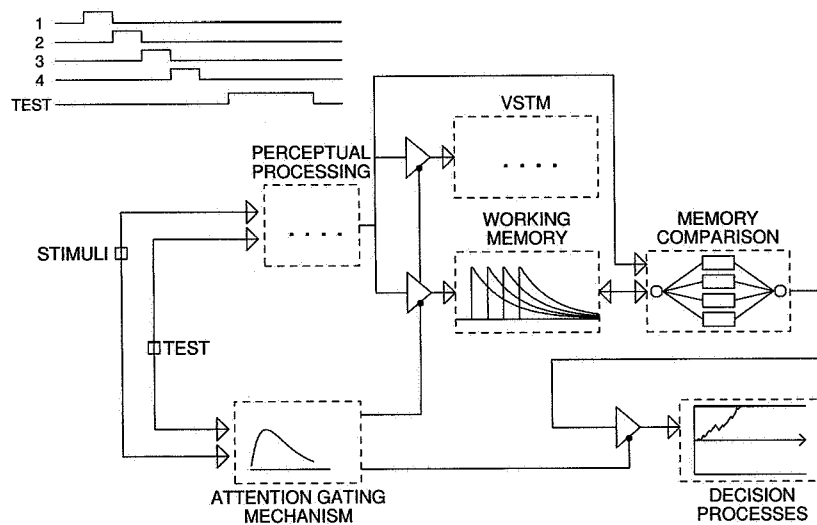 1
2
3
4
TEST
VSTM
PERCEPTUAL
PROCESSING
WORKING
MEMORY
MEMORY
COMPARISON
STIMULI
TEST
ATTENTION GATING
MECHANISM
DECISION
PROCESSES